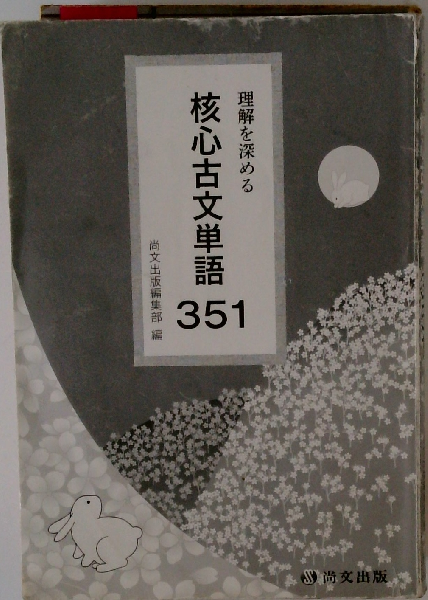 理解を深める
核心古文単語
351
尚文出版編集部 編
尚文出版